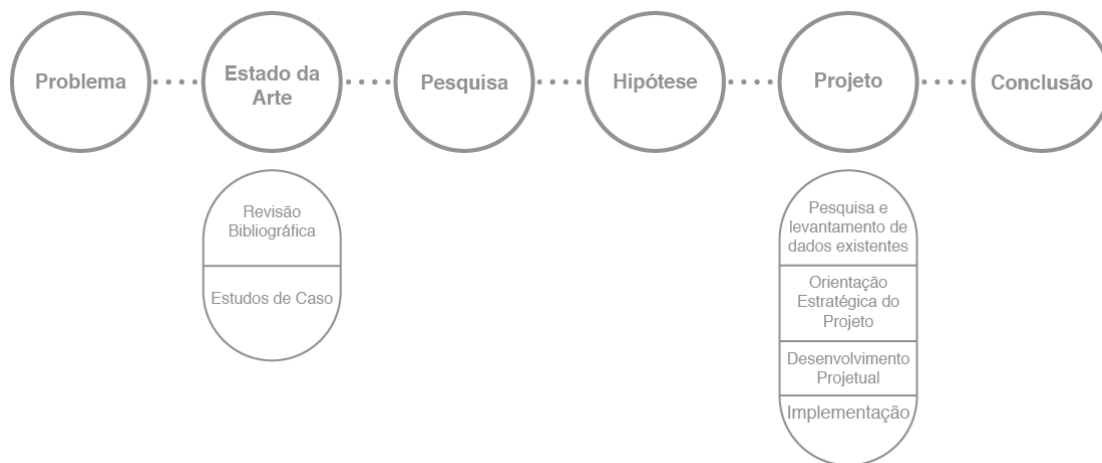 Problema
Estado da
Arte
Pesquisa
Hipótese
Projeto
Conclusão
Revisão
Bibliográfica
Estudos de Caso
Pesquisa e
levantamento de
dados existentes
Orientação
Estratégica do
Projeto
Desenvolvimento
Projetual
Implementação